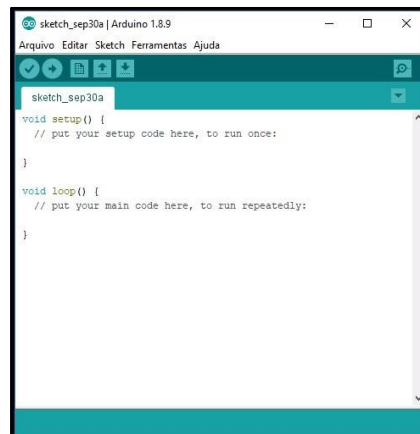 sketch_sep30a | Arduino 1.8.9
Arquivo Editar Sketch Ferramentas Ajuda
sketch_sep30a
void setup() {
// put your setup code here, to run once:
}
void loop() {
// put your main code here, to run repeatedly:
}